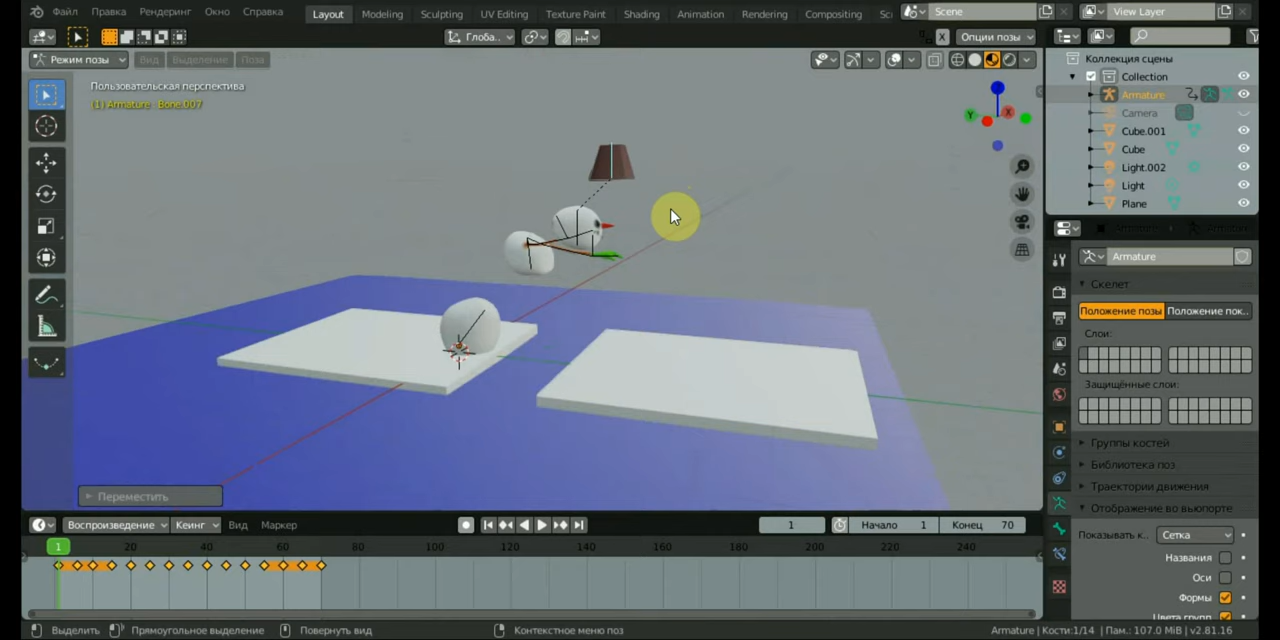 Файл Правка Рендеринг Окно Справка Layout Modeling Sculpting UV Editing Texture Paint Shading Animation Rendering Compositing Sc Scene View Layer
Глоба.. X Опции позы
Режим позы Вид Выделение Поза
Пользовательская перспектива
(1) Armature : Bone.007
X Y
Переместить
Коллекция сцены
Collection
Armature
Camera
Cube.001
Cube
Light.002
Light
Plane
Armature
Скелет
Положение позы Положение пок..
Слои:
Защищённые слои:
Группы костей
Библиотека поз
Траектории движения
Отображение во вьюпорте
Показывать к.. Сетка
Названия
Оси
Формы
Цвета групп
Воспроизведение Кеинг Вид Маркер 1 Начало 1 Конец 70
1 20 40 60 80 100 120 140 160 180 200 220 240
Выделить Прямоугольное выделение Повернуть вид Контекстное меню поз Armature | Кости:1/14 | Пам.: 107.0 MiB | v2.81.16